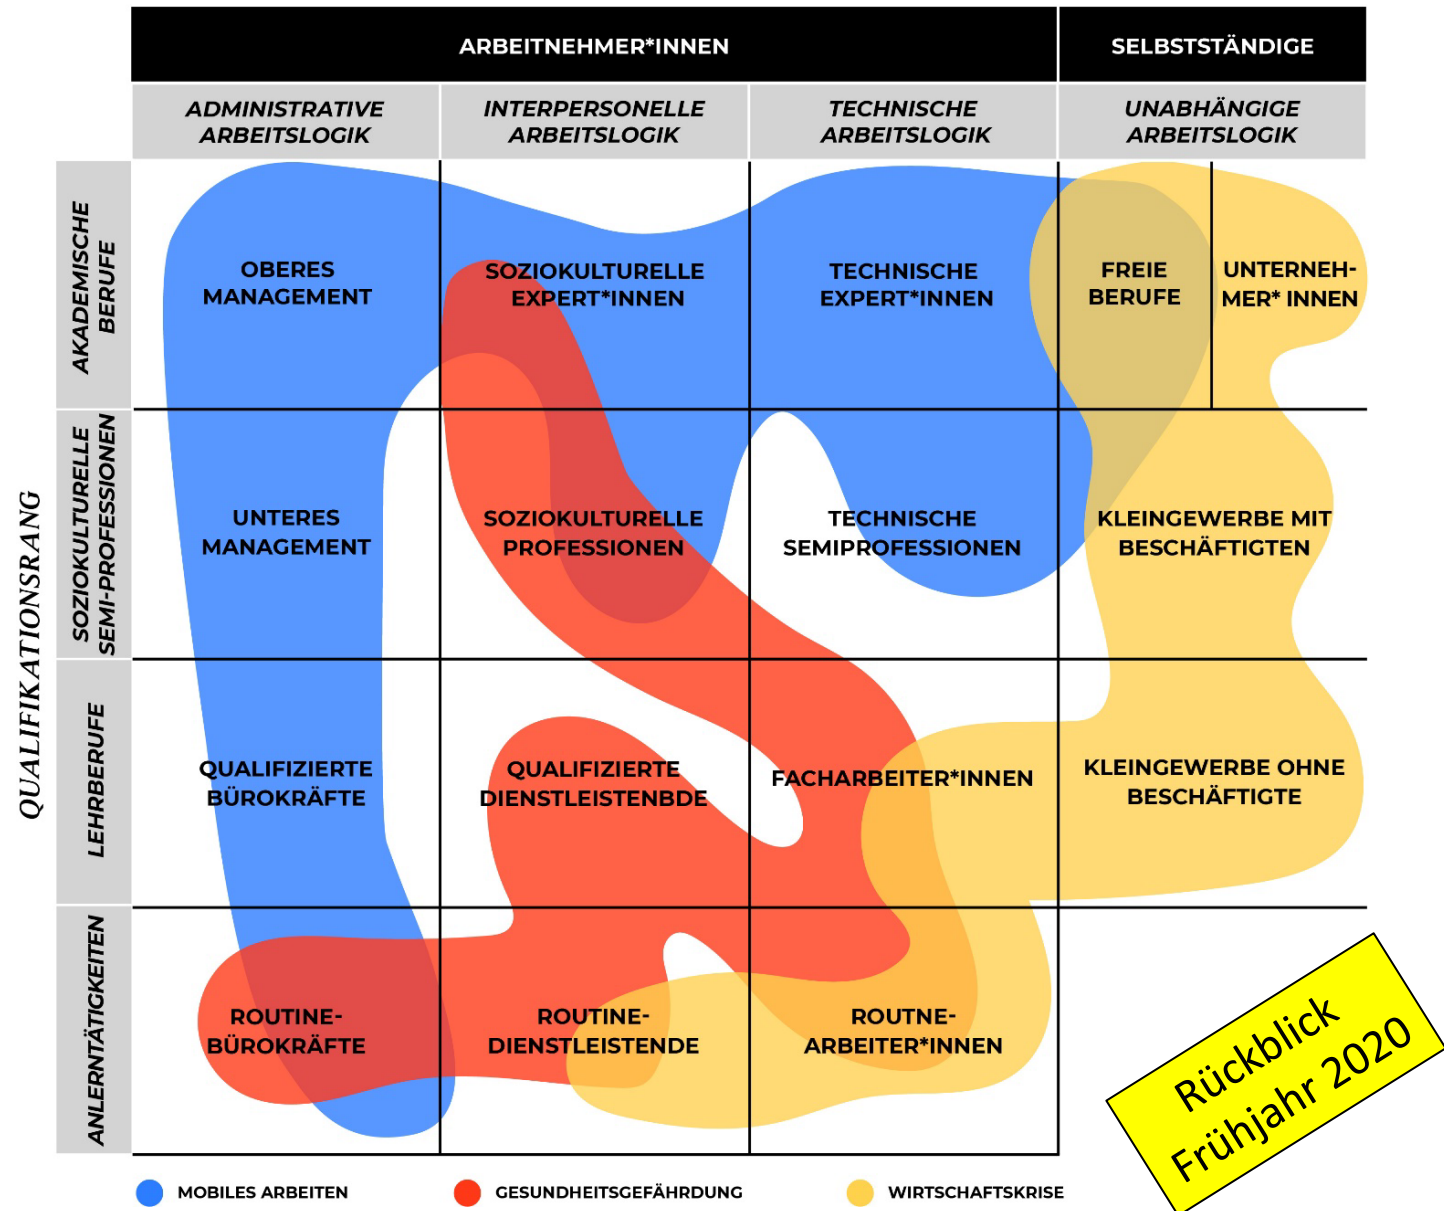 ARBEITNEHMER*INNEN
SELBSTSTÄNDIGE
ADMINISTRATIVE
ARBEITSLOGIK
INTERPERSONELLE
ARBEITSLOGIK
TECHNISCHE
ARBEITSLOGIK
UNABHÄNGIGE
ARBEITSLOGIK
QUALIFIKATIONSRANG
AKADEMISCHE
BERUFE
OBERES
MANAGEMENT
SOZIOKULTURELLE
EXPERT*INNEN
TECHNISCHE
EXPERT*INNEN
FREIE
BERUFE
UNTERNEH-
MER* INNEN
SOZIOKULTURELLE
SEMI-PROFESSIONEN
UNTERES
MANAGEMENT
SOZIOKULTURELLE
PROFESSIONEN
TECHNISCHE
SEMIPROFESSIONEN
KLEINGEWERBE MIT
BESCHÄFTIGTEN
LEHRBERUFE
QUALIFIZIERTE
BÜROKRÄFTE
QUALIFIZIERTE
DIENSTLEISTENBDE
FACHARBEITER*INNEN
KLEINGEWERBE OHNE
BESCHÄFTIGTE
ANLERNTÄTIGKEITEN
ROUTINE-
BÜROKRÄFTE
ROUTINE-
DIENSTLEISTENDE
ROUTNE-
ARBEITER*INNEN
Rückblick
Frühjahr 2020
MOBILES ARBEITEN
GESUNDHEITSGEFÄHRDUNG
WIRTSCHAFTSKRISE